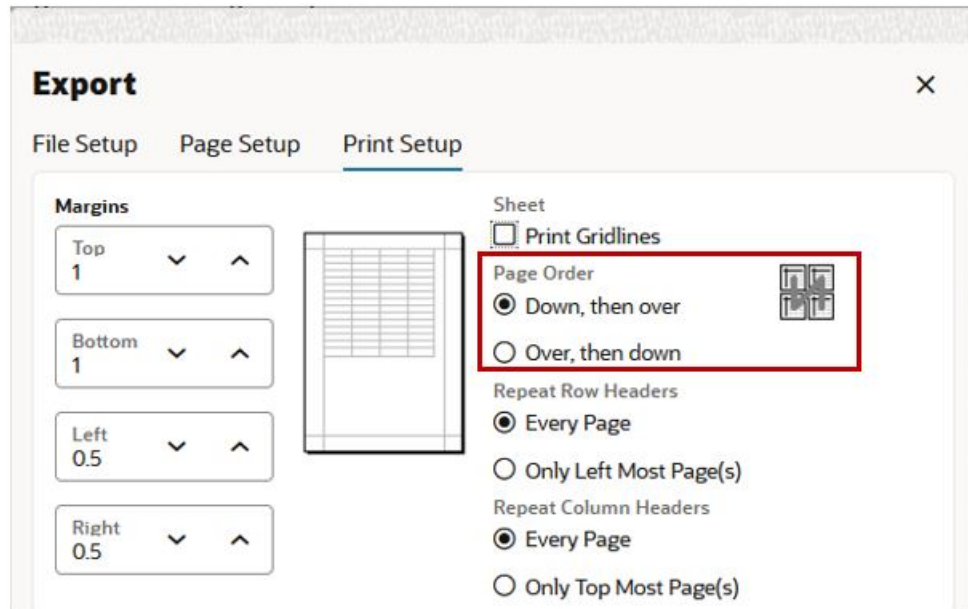 Export
File Setup Page Setup Print Setup
Margins
Top
1
Bottom
1
Left
0.5
Right
0.5
Sheet
Print Gridlines
Page Order
Down, then over
Over, then down
Repeat Row Headers
Every Page
Only Left Most Page(s)
Repeat Column Headers
Every Page
Only Top Most Page(s)